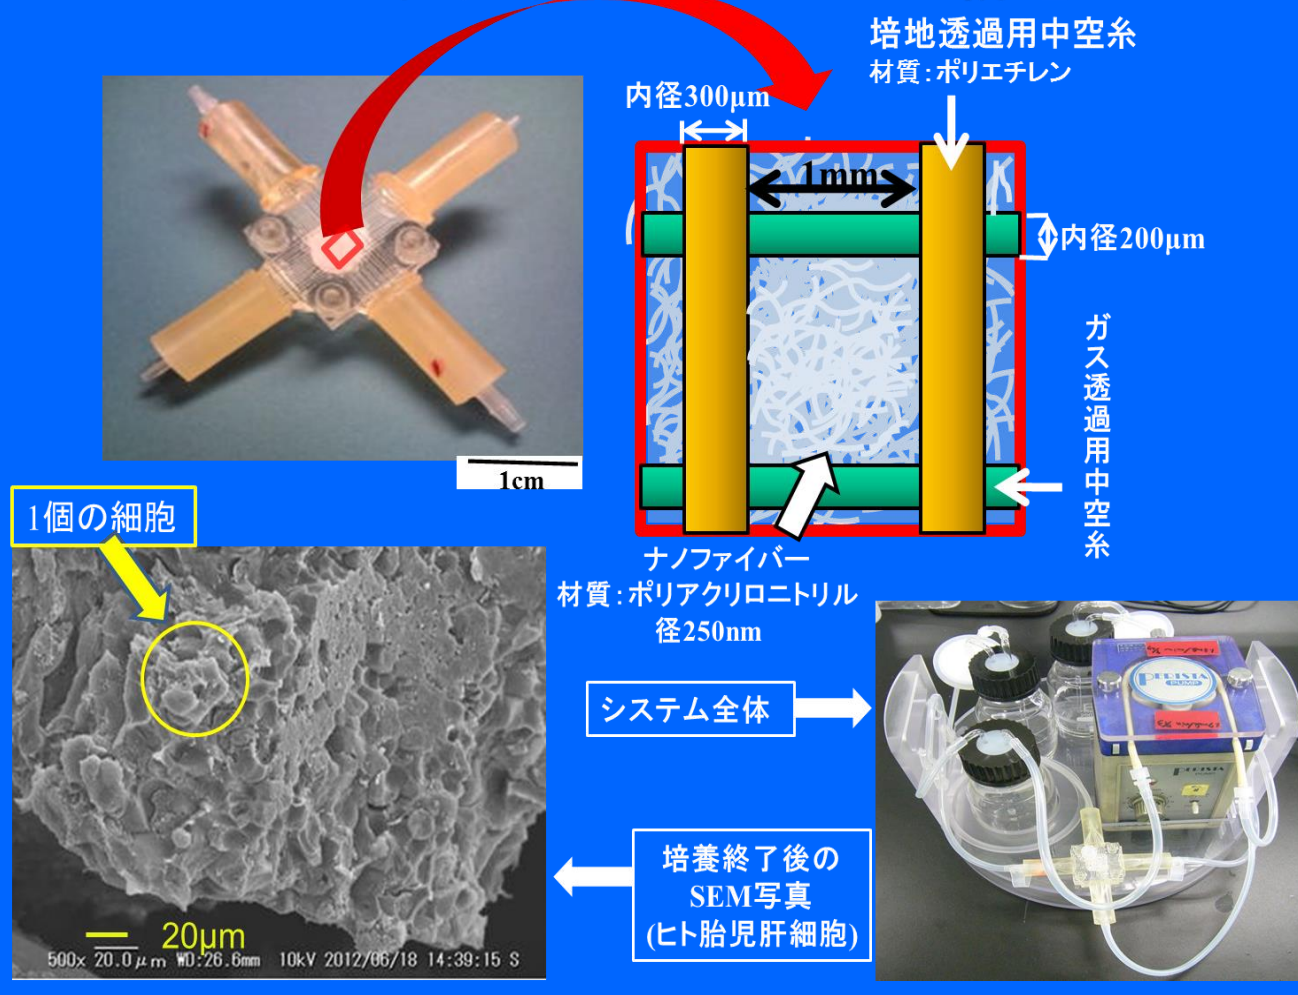 培地透過用中空糸
材質：ポリエチレン
内径300μm
1mm
内径200μm
ガス透過用中空糸
1cm
1個の細胞
ナノファイバー
材質：ポリアクリロニトリル
径250nm
システム全体
PERISTA
PUMP
PERISTA
培養終了後の
SEM写真
(ヒト胎児肝細胞)
20μm
500x 20.0μm WD:26.6mm 10kV 2012/06/18 14:39:15 S